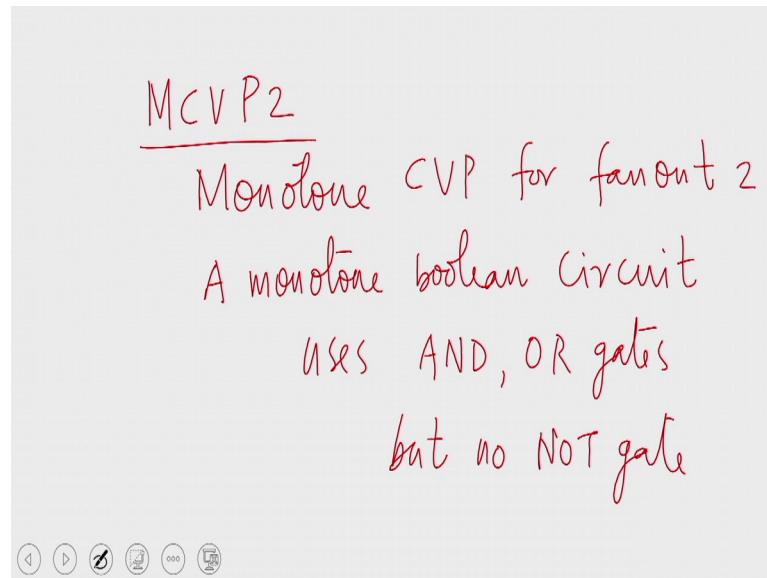 MCVP2
Monotone CVP for fanout 2
A monotone boolean circuit
uses AND, OR gates
but no NOT gate